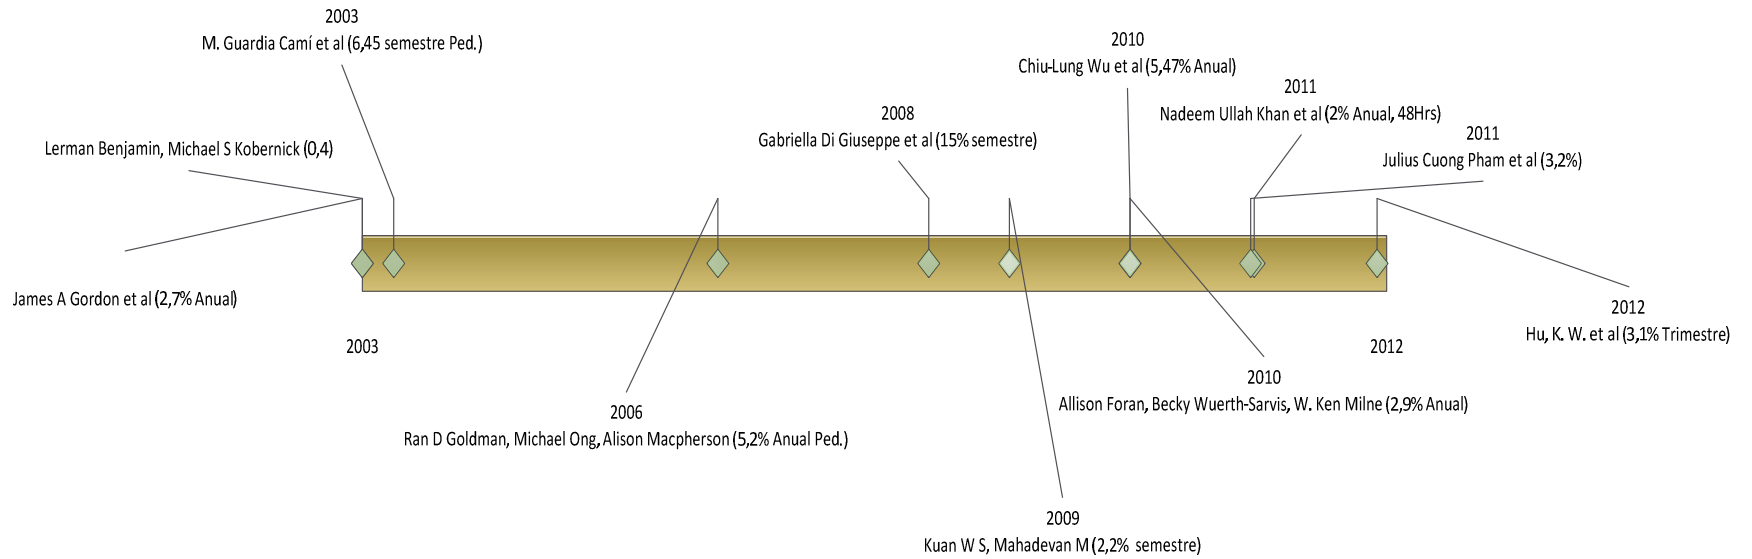 2003
M. Guardia Camí et al (6,45 semestre Ped.)
2010
Chiu-Lung Wu et al (5,47% Anual)
2011
Nadeem Ullah Khan et al (2% Anual, 48Hrs)
2008
Gabriella Di Giuseppe et al (15% semestre)
2011
Julius Cuong Pham et al (3,2%)
Lerman Benjamin, Michael S Kobernick (0,4)
James A Gordon et al (2,7% Anual)
2012
Hu, K. W. et al (3,1% Trimestre)
2003
2012
2010
Allison Foran, Becky Wuerth-Sarvis, W. Ken Milne (2,9% Anual)
2006
Ran D Goldman, Michael Ong, Alison Macpherson (5,2% Anual Ped.)
2009
Kuan W S, Mahadevan M (2,2% semestre)